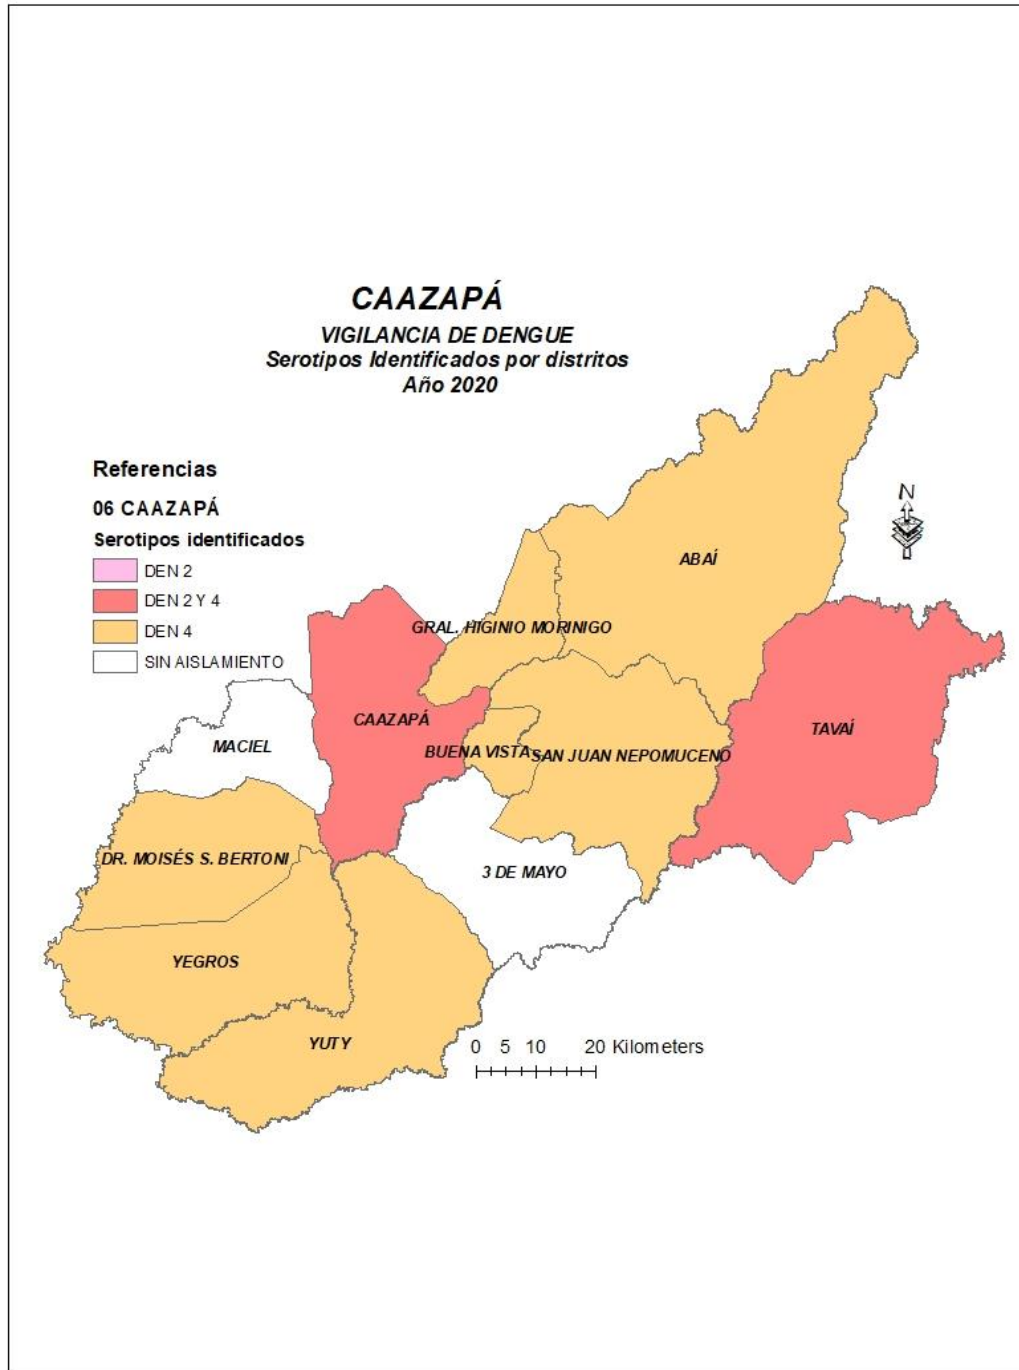 CAAZAPÁ
VIGILANCIA DE DENGUE
Serotipos Identificados por distritos
Año 2020
Referencias
06 CAAZAPÁ
Serotipos identificados
DEN 2
DEN 2 Y 4
DEN 4
SIN AISLAMIENTO
N
ABAÍ
GRAL. HIGINIO MORINIGO
CAAZAPÁ
TAVAÍ
MACIEL
BUENA VISTA
SAN JUAN NEPOMUCENO
DR. MOISÉS S. BERTONI
3 DE MAYO
YEGROS
YUTY
0 5 10 20 Kilometers